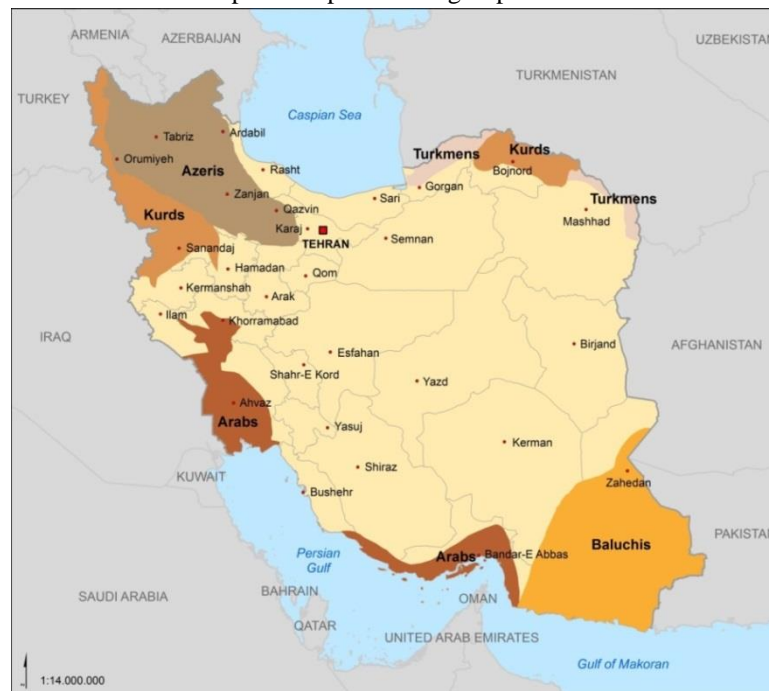 ARMENIA
AZERBAIJAN
UZBEKISTAN
TURKEY
TURKMENISTAN
Caspian Sea
Tabriz
Ardabil
Orumiyeh
Azeris
Rasht
Turkmens
Kurds
Bojnord
Gorgan
Zanjan
Sari
Turkmens
Mashhad
Kurds
Qazvin
Karaj
TEHRAN
Semnan
Sanandaj
Hamadan
Qom
Kermanshah
Arak
Ilam
Khorramabad
IRAQ
Esfahan
Birjand
AFGHANISTAN
Shahr-E Kord
Yazd
Ahvaz
Arabs
Yasuj
Kerman
Shiraz
KUWAIT
Zahedan
Bushehr
PAKISTAN
Baluchis
Persian
Gulf
Arabs
Bandar-E Abbas
BAHRAIN
SAUDI ARABIA
OMAN
QATAR
UNITED ARAB EMIRATES
Gulf of Makoran
1:14.000.000